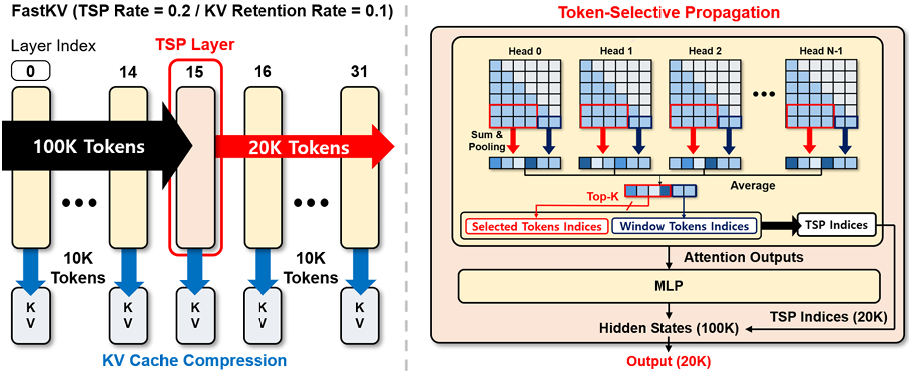 FastKV (TSP Rate = 0.2 / KV Retention Rate = 0.1)
Layer Index
TSP Layer
0
14
15
16
31
100K Tokens
20K Tokens
10K
Tokens
10K
Tokens
K
V
K
V
K
V
K
V
K
V
KV Cache Compression
Token-Selective Propagation
Head 0
Head 1
Head 2
Head N-1
Sum &
Pooling
Average
Top-K
Selected Tokens Indices
Window Tokens Indices
TSP Indices
Attention Outputs
MLP
TSP Indices (20K)
Hidden States (100K)
Output (20K)